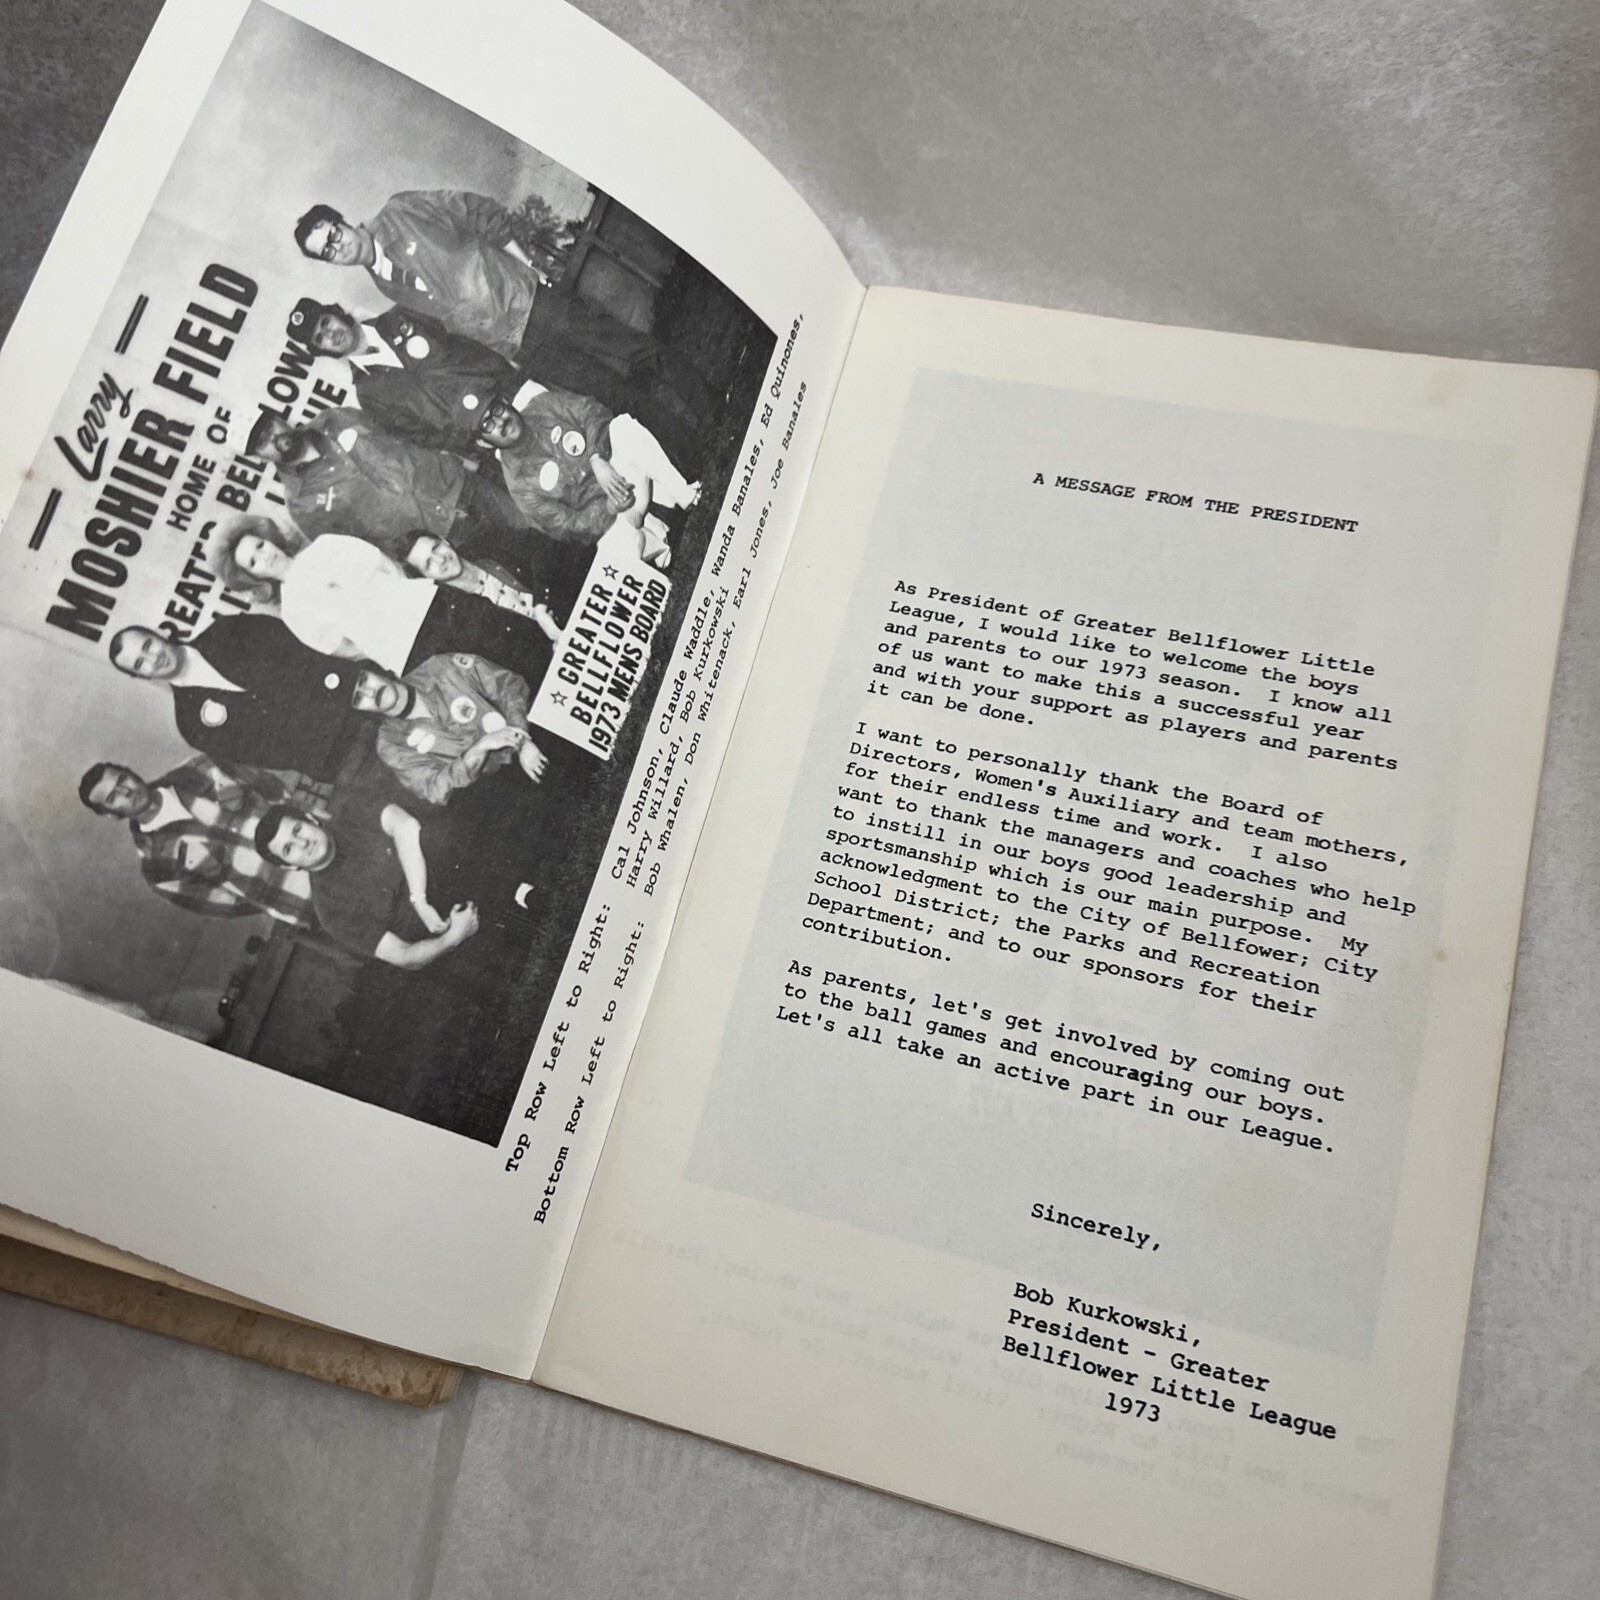 Larry
MOSHIER FIELD
HOME OF
GREATER BELLFLOWER
☆ GREATER ☆
BELLFLOWER
1973 MENS BOARD
Top Row Left to Right: Cal Johnson, Claude Waddle, Wanda Banales, Ed Quinones,
Harry Willard, Bob Kurkowski
Bottom Row Left to Right: Bob Whalen, Don Whitenack, Earl Jones, Joe Banales
A MESSAGE FROM THE PRESIDENT
As President of Greater Bellflower Little
League, I would like to welcome the boys
and parents to our 1973 season. I know all
of us want to make this a successful year
and with your support as players and parents
it can be done.
I want to personally thank the Board of
Directors, Women's Auxiliary and team mothers,
for their endless time and work. I also
want to thank the managers and coaches who help
to instill in our boys good leadership and
sportsmanship which is our main purpose. My
acknowledgment to the City of Bellfower; City
School District; the Parks and Recreation
Department; and to our sponsors for their
contribution.
As parents, let's get involved by coming out
to the ball games and encouraging our boys.
Let's all take an active part in our League.
Sincerely,
Bob Kurkowski,
President - Greater
Bellflower Little League
1973